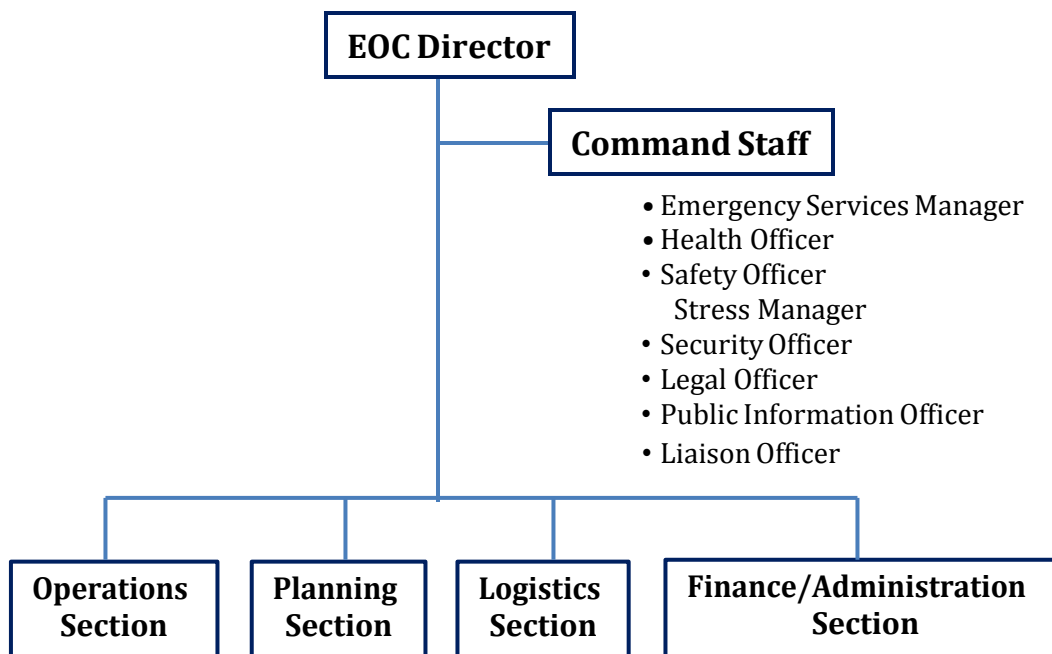 EOC Director
Command Staff
• Emergency Services Manager
• Health Officer
• Safety Officer
Stress Manager
• Security Officer
• Legal Officer
• Public Information Officer
• Liaison Officer
Operations
Section
Planning
Section
Logistics
Section
Finance/Administration
Section